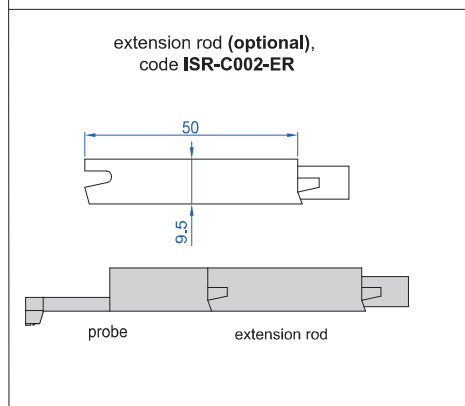 extension rod (optional),
code ISR-C002-ER
50
9.5
probe
extension rod